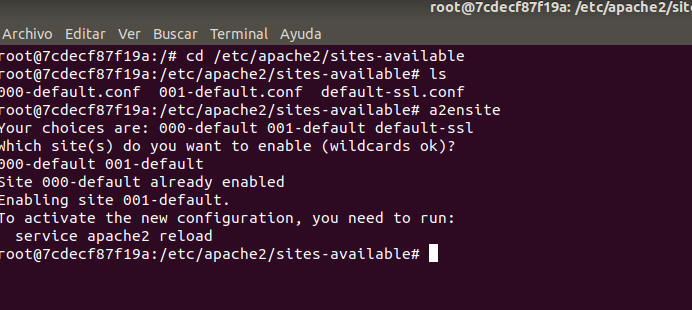 root@7cdecf87f19a: /etc/apache2/sit
Archivo Editar Ver Buscar Terminal Ayuda
root@7cdecf87f19a:/# cd /etc/apache2/sites-available
root@7cdecf87f19a:/etc/apache2/sites-available# ls
000-default.conf  001-default.conf  default-ssl.conf
root@7cdecf87f19a:/etc/apache2/sites-available# a2ensite
Your choices are: 000-default 001-default default-ssl
Which site(s) do you want to enable (wildcards ok)?
000-default 001-default
Site 000-default already enabled
Enabling site 001-default.
To activate the new configuration, you need to run:
  service apache2 reload
root@7cdecf87f19a:/etc/apache2/sites-available#